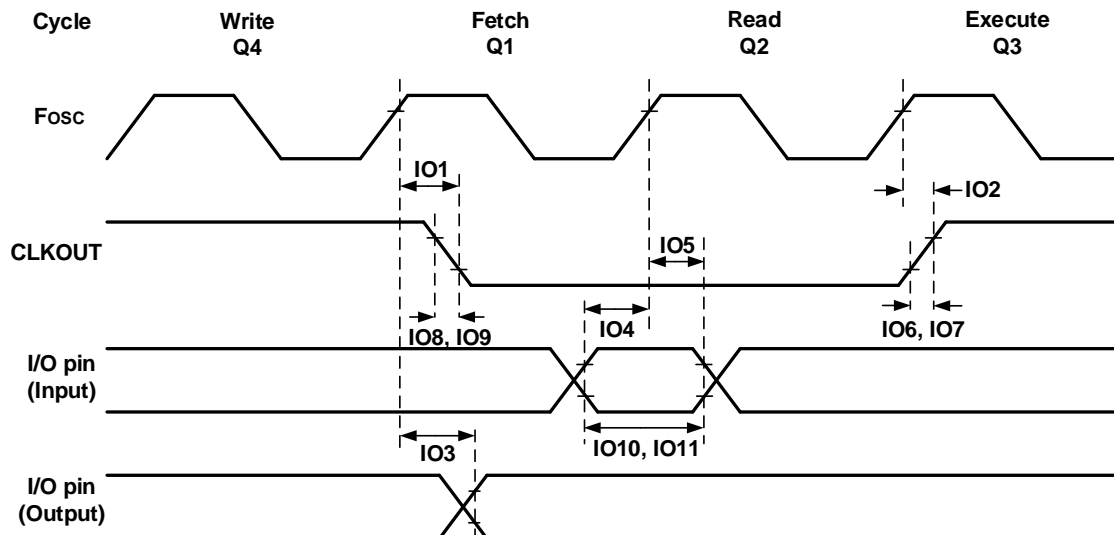 Cycle Write Fetch Read Execute
Q4 Q1 Q2 Q3
FOSC
IO1
IO2
CLKOUT
IO5
IO4
IO8, IO9
IO6, IO7
I/O pin
(Input)
IO10, IO11
IO3
I/O pin
(Output)